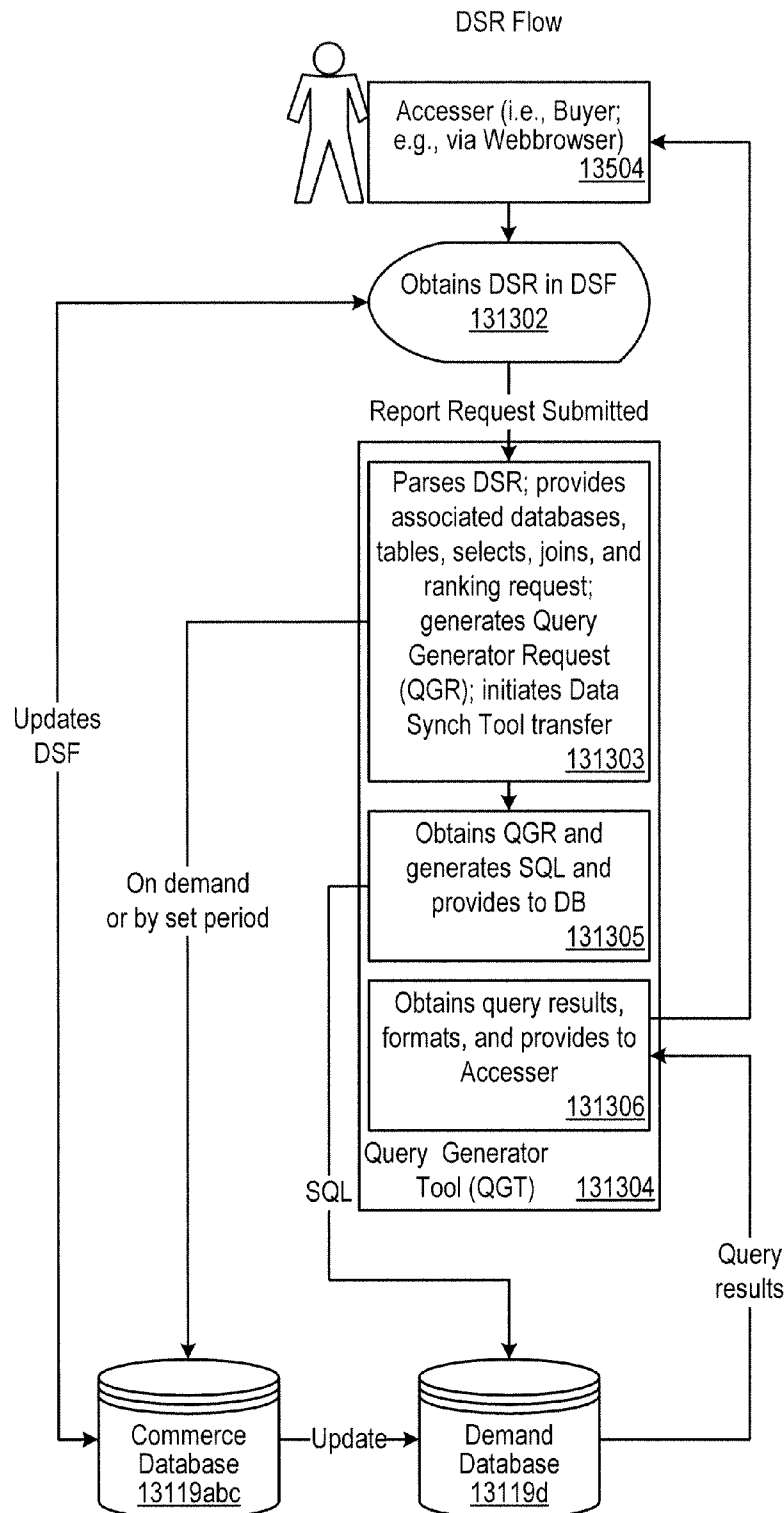 DSR Flow
Accesser (i.e., Buyer;
e.g., via Webbrowser)
13504
Obtains DSR in DSF
131302
Report Request Submitted
Parses DSR; provides
associated databases,
tables, selects, joins, and
ranking request;
generates Query
Generator Request
(QGR); initiates Data
Synch Tool transfer
131303
Updates
DSF
On demand
or by set period
Obtains QGR and
generates SQL and
provides to DB
131305
Obtains query results,
formats, and provides to
Accesser
131306
Query Generator
Tool (QGT)
131304
SQL
Query
results
Commerce
Database
13119abc
Update
Demand
Database
13119d